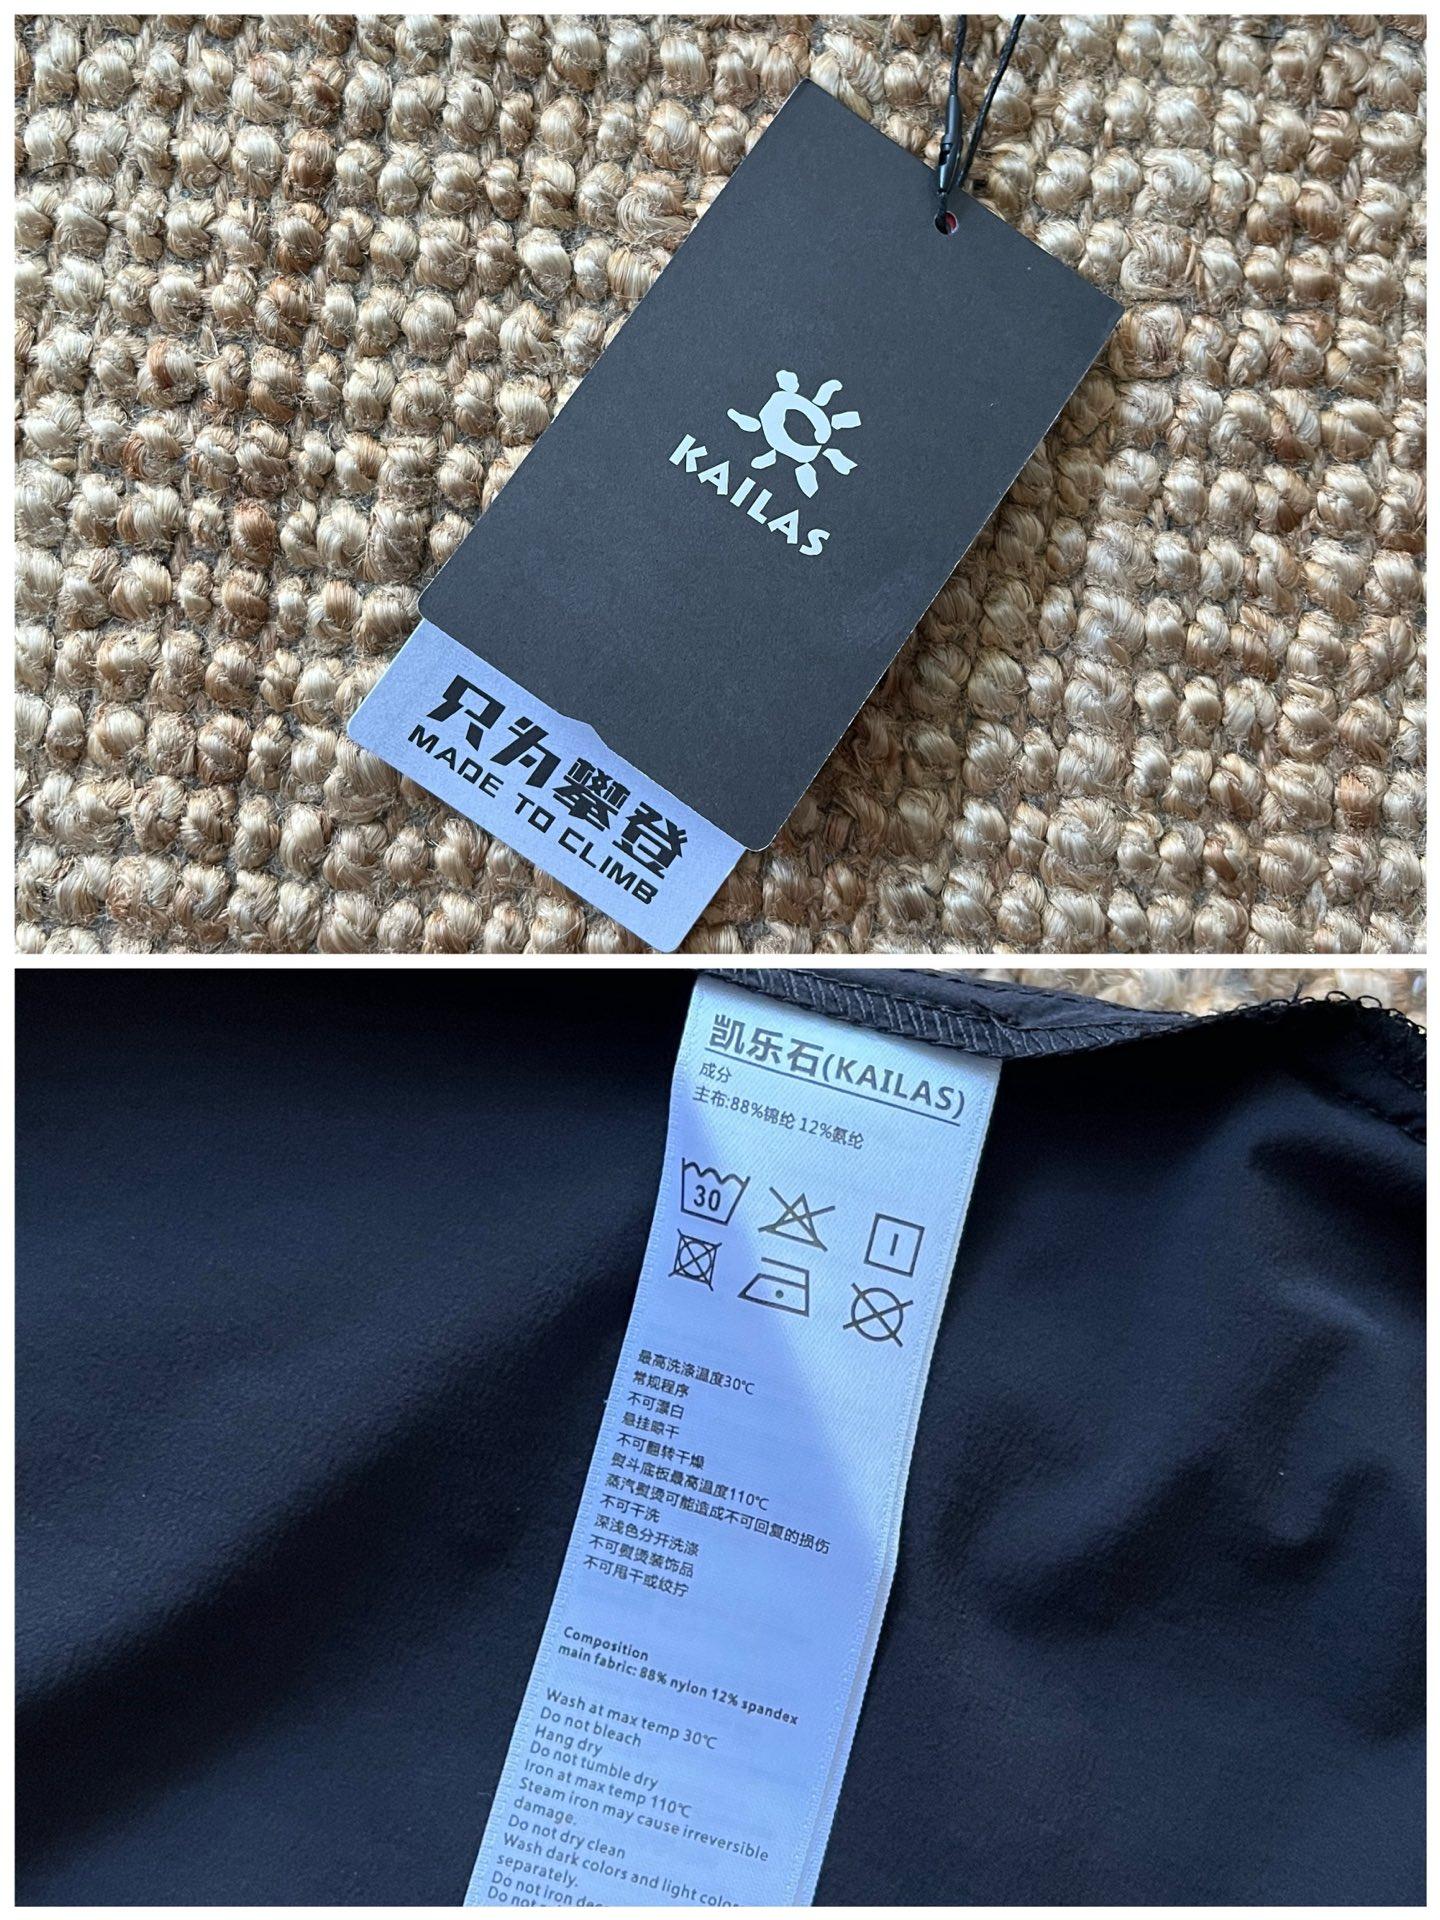 KAILAS
只为攀登
MADE TO CLIMB
凯乐石(KAILAS)
成分
主布:88%锦纶 12%氨纶
30
最高洗涤温度30℃
常规程序
不可漂白
悬挂晾干
不可翻转干燥
熨斗底板最高温度110℃
蒸汽熨烫可能造成不可回复的损伤
不可干洗
深浅色分开洗涤
不可熨烫装饰品
不可甩干或绞拧
Composition
main fabric: 88% nylon 12% spandex
Wash at max temp 30℃
Do not bleach
Hang dry
Do not tumble dry
Iron at max temp 110℃
Steam iron may cause irreversible
damage.
Do not dry clean
Wash dark colors and light
separately.
Do not iron
Do not